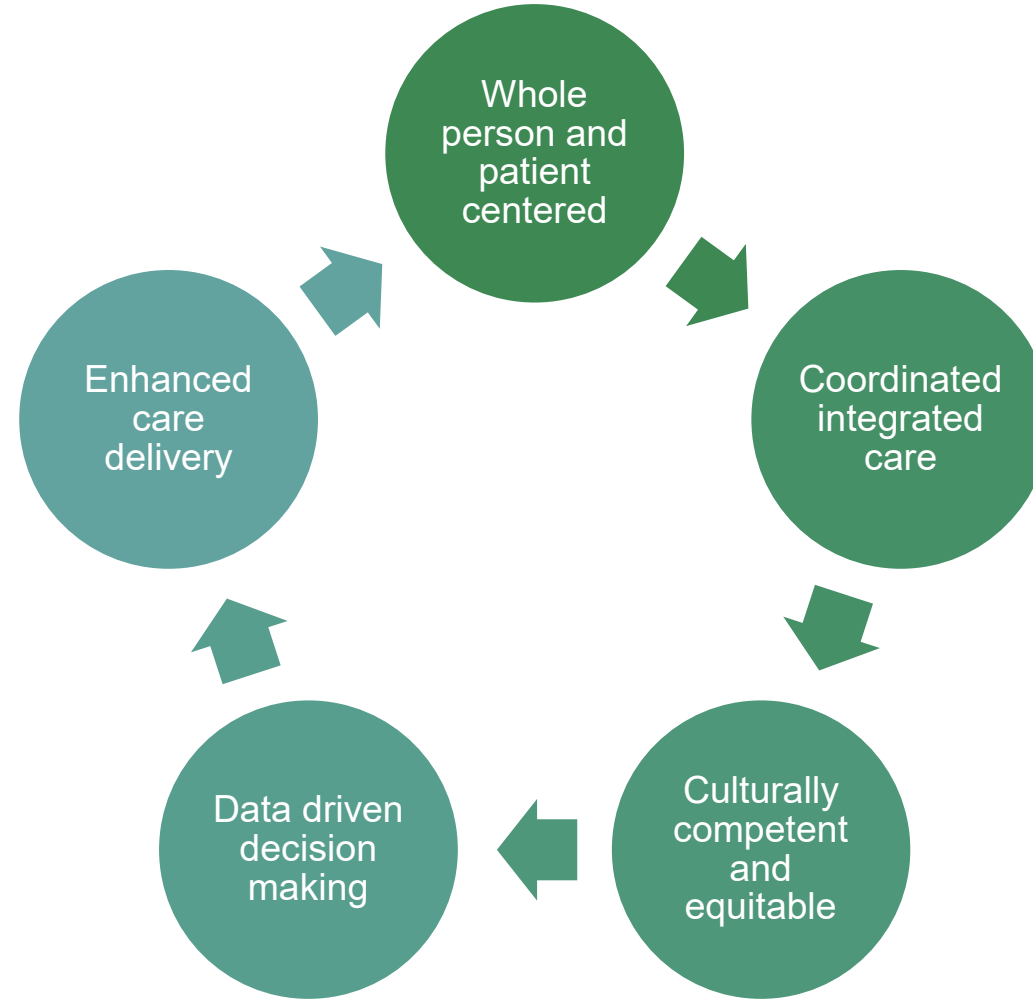 Whole
person and
patient
centered
Coordinated
integrated
care
Culturally
competent
and
equitable
Data driven
decision
making
Enhanced
care
delivery